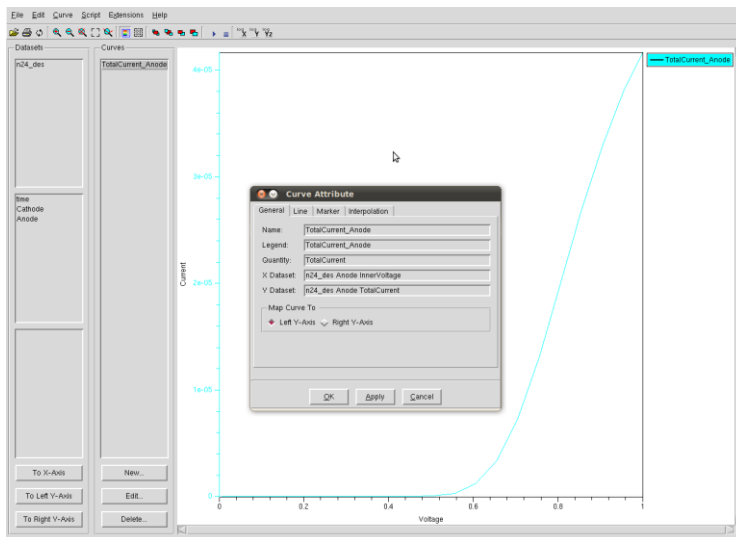 File Edit Curve Script Extensions Help
Datasets
Curves
n24_des
TotalCurrent_Anode
time
Cathode
Anode
To X-Axis
New...
To Left Y-Axis
Edit...
To Right Y-Axis
Delete...
4e-05
3e-05
2e-05
1e-05
0
Current
0 0.2 0.4 0.6 0.8 1
Voltage
TotalCurrent_Anode
Curve Attribute
General Line Marker Interpolation
Name: TotalCurrent_Anode
Legend: TotalCurrent_Anode
Quantity: TotalCurrent
X Dataset: n24_des Anode InnerVoltage
Y Dataset: n24_des Anode TotalCurrent
Map Curve To
Left Y-Axis Right Y-Axis
OK Apply Cancel